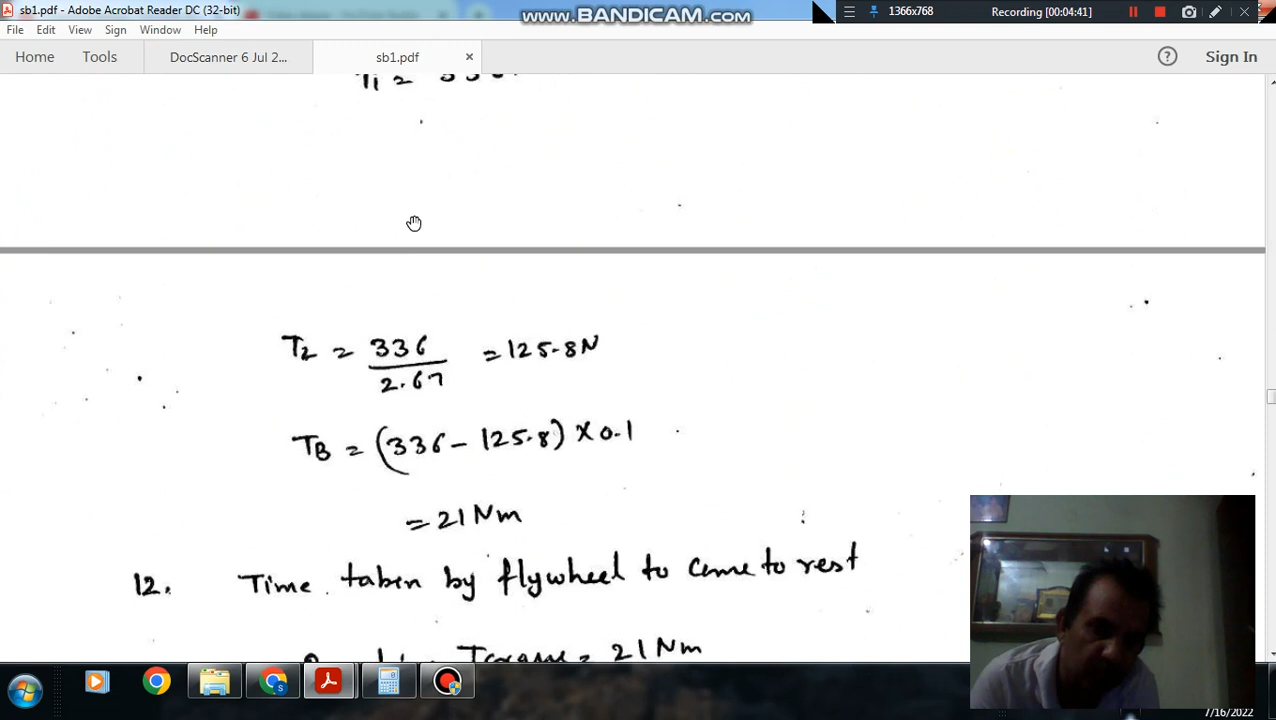 sb1.pdf - Adobe Acrobat Reader DC (32-bit)
www.BANDICAM.com
1366x768
Recording [00:04:41]
File Edit View Sign Window Help
Home Tools DocScanner 6 Jul 2... sb1.pdf × Sign In
T1 =
T2 = 336 / 2.67 = 125.8N
TB = (336 - 125.8) × 0.1
= 21 Nm
12. Time taken by flywheel to come to rest
Torque = 21 Nm
7/16/2022